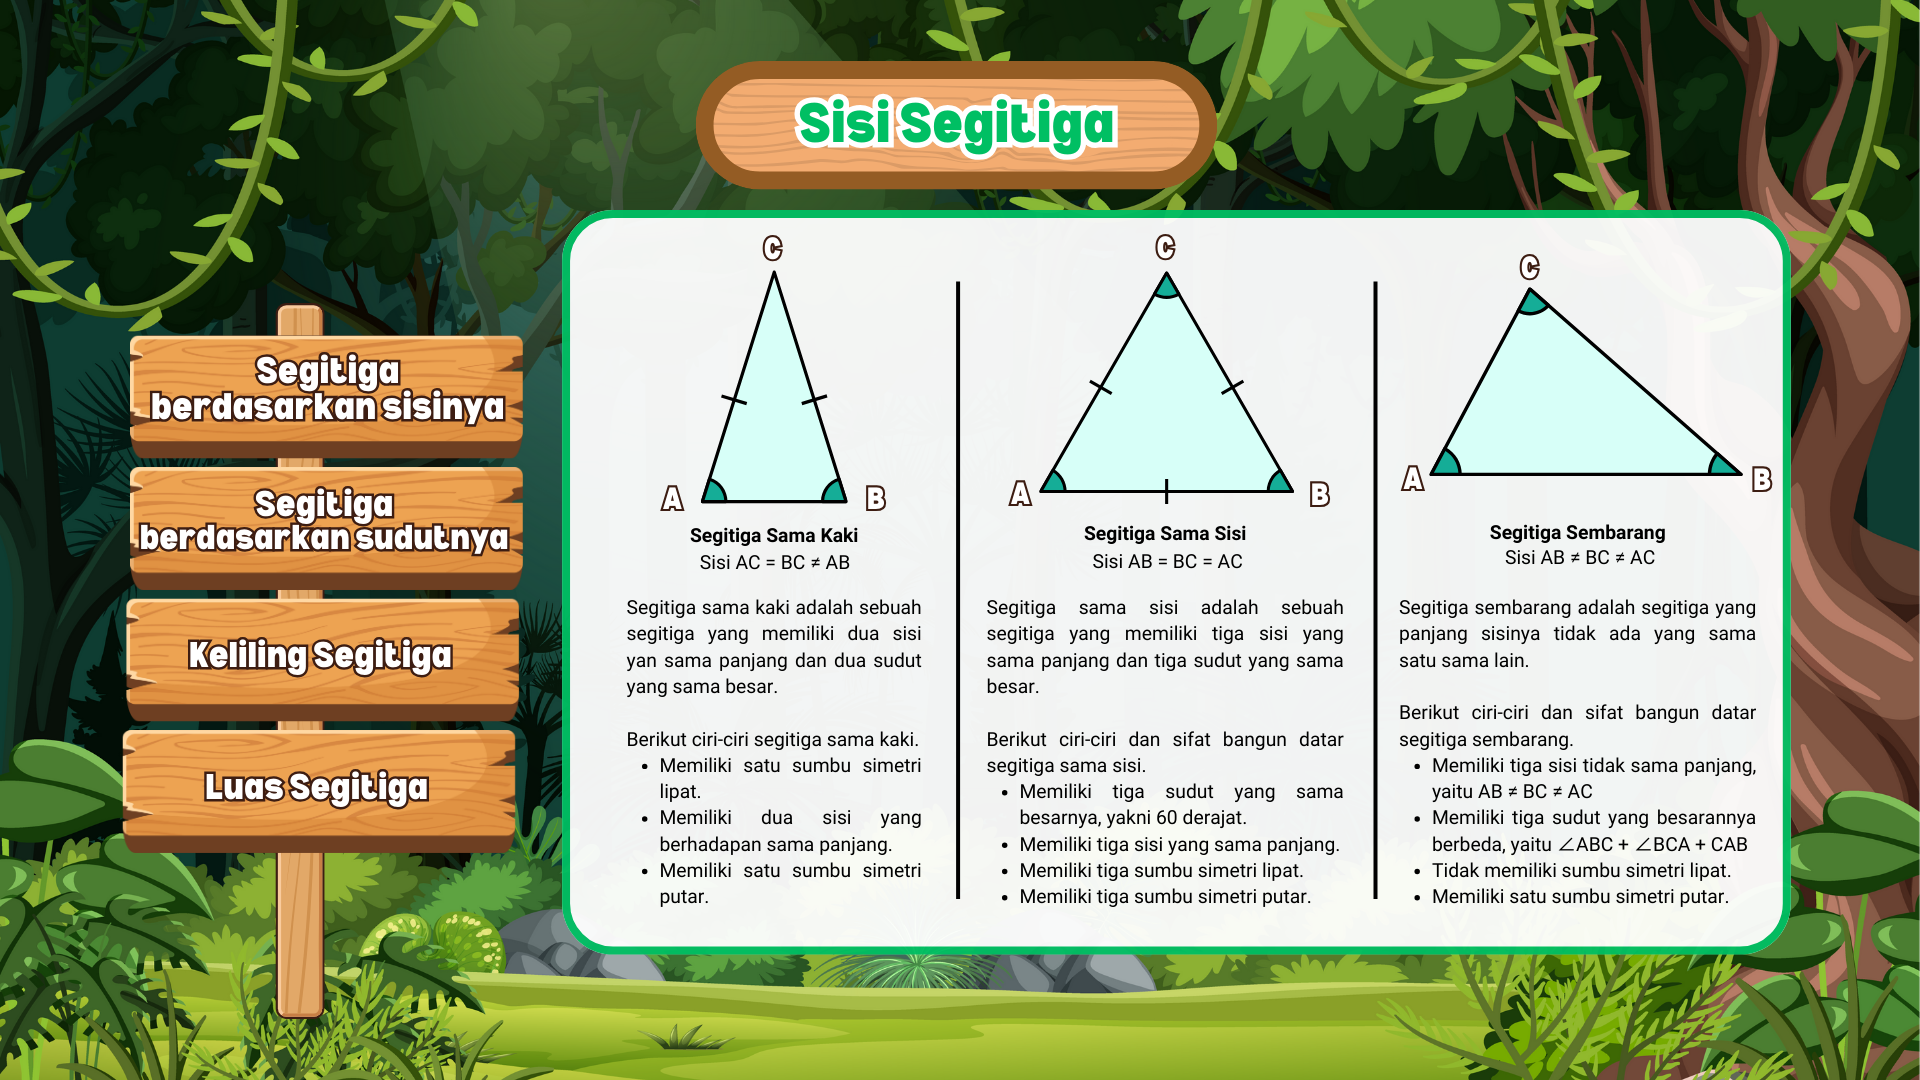 Sisi Segitiga
Segitiga
berdasarkan sisinya
Segitiga
berdasarkan sudutnya
Keliling Segitiga
Luas Segitiga
C
A
B
Segitiga Sama Kaki
Sisi AC = BC ≠ AB
Segitiga sama kaki adalah sebuah
segitiga yang memiliki dua sisi
yan sama panjang dan dua sudut
yang sama besar.
Berikut ciri-ciri segitiga sama kaki.
• Memiliki satu sumbu simetri
lipat.
• Memiliki dua sisi yang
berhadapan sama panjang.
• Memiliki satu sumbu simetri
putar.
C
A
B
Segitiga Sama Sisi
Sisi AB = BC = AC
Segitiga sama sisi adalah sebuah
segitiga yang memiliki tiga sisi yang
sama panjang dan tiga sudut yang sama
besar.
Berikut ciri-ciri dan sifat bangun datar
segitiga sama sisi.
• Memiliki tiga sudut yang sama
besarnya, yakni 60 derajat.
• Memiliki tiga sisi yang sama panjang.
• Memiliki tiga sumbu simetri lipat.
• Memiliki tiga sumbu simetri putar.
C
A
B
Segitiga Sembarang
Sisi AB ≠ BC ≠ AC
Segitiga sembarang adalah segitiga yang
panjang sisinya tidak ada yang sama
satu sama lain.
Berikut ciri-ciri dan sifat bangun datar
segitiga sembarang.
• Memiliki tiga sisi tidak sama panjang,
yaitu AB ≠ BC ≠ AC
• Memiliki tiga sudut yang besarannya
berbeda, yaitu ∠ABC + ∠BCA + CAB
• Tidak memiliki sumbu simetri lipat.
• Memiliki satu sumbu simetri putar.